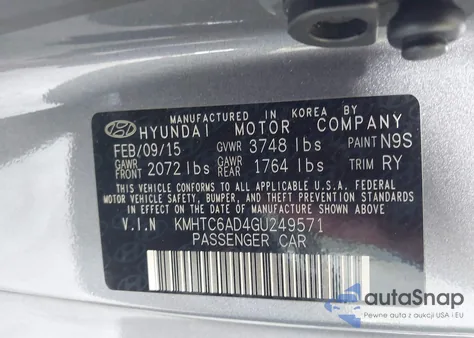 MANUFACTURED IN KOREA BY
HYUNDAI MOTOR COMPANY
FEB/09/15 GVWR 3748 lbs PAINT N9S
GAWR FRONT 2072 lbs GAWR REAR 1764 lbs TRIM RY
THIS VEHICLE CONFORMS TO ALL APPLICABLE U.S.A. FEDERAL
MOTOR VEHICLE SAFETY, BUMPER, AND THEFT PREVENTION
STANDARDS IN EFFECT ON THE DATE OF MANUFACTURE SHOWN ABOVE.
V.I.N KMHTC6AD4GU249571
PASSENGER CAR
autaSnap
Pewne auta z aukcji USA i EU